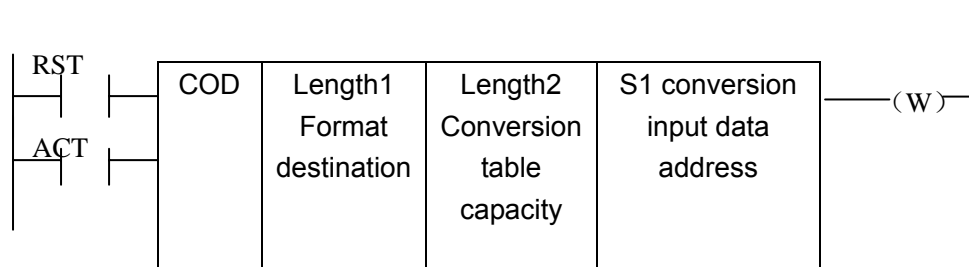 RST
ACT
COD
Length1
Format
destination
Length2
Conversion
table
capacity
S1 conversion
input data
address
（W）